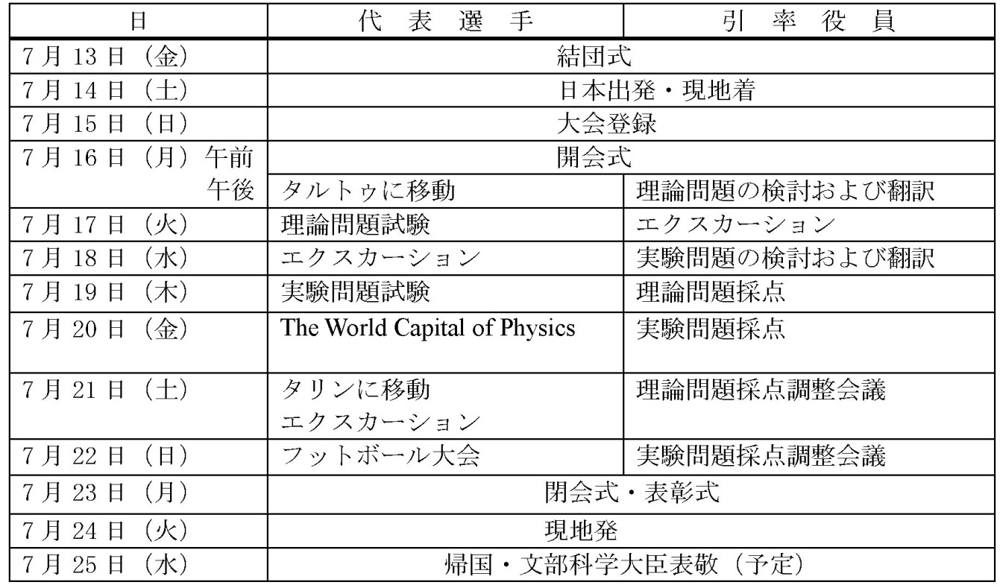 日 代表選手 引率役員
7月13日（金） 結団式
7月14日（土） 日本出発・現地着
7月15日（日） 大会登録
7月16日（月）午前 開会式
午後 タルトゥに移動 理論問題の検討および翻訳
7月17日（火） 理論問題試験 エクスカーション
7月18日（水） エクスカーション 実験問題の検討および翻訳
7月19日（木） 実験問題試験 理論問題採点
7月20日（金） The World Capital of Physics 実験問題採点
7月21日（土） タリンに移動 理論問題採点調整会議
エクスカーション
7月22日（日） フットボール大会 実験問題採点調整会議
7月23日（月） 閉会式・表彰式
7月24日（火） 現地発
7月25日（水） 帰国・文部科学大臣表敬（予定）